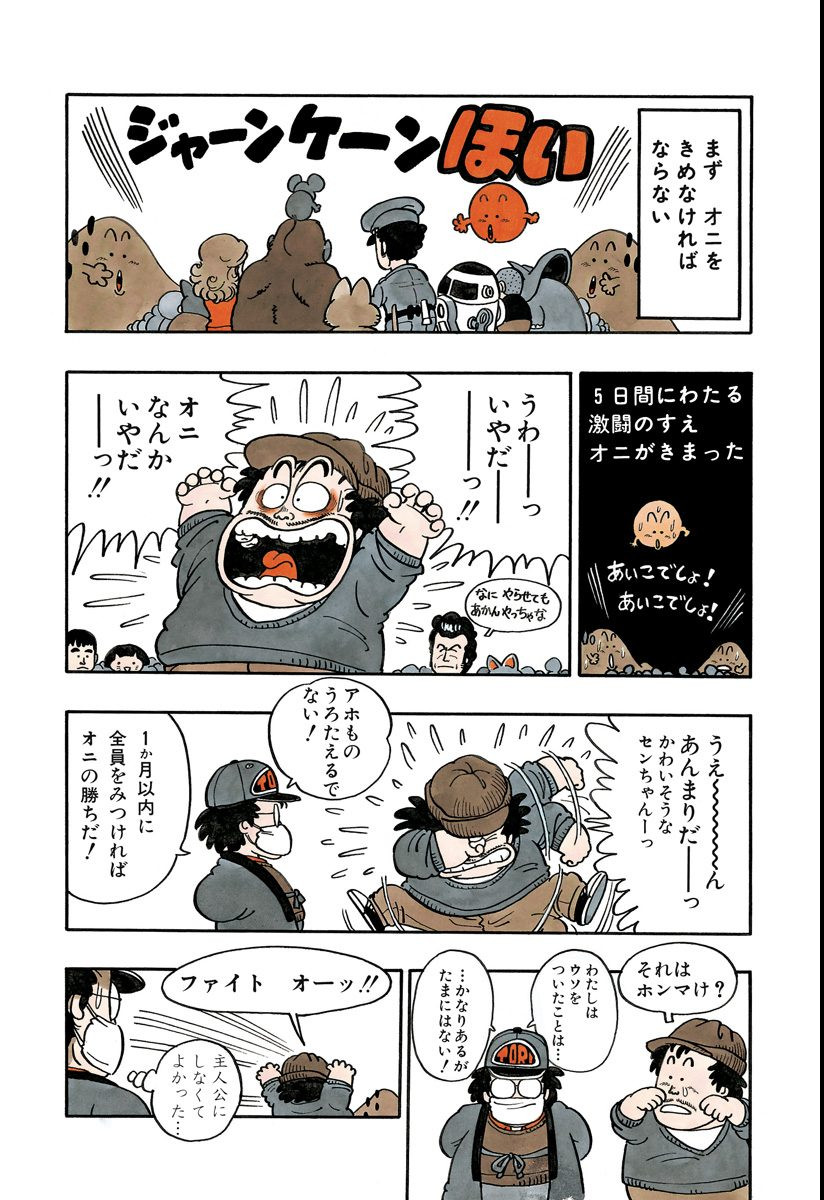 まず オニを
きめなければ
ならない
ジャーンケーンほい
5日間にわたる
激闘のすえ
オニがきまった
あいこでしょ!
あいこでしょ!
うわ――っ
いやだ――っ!!
オニ
なんか
いやだ
――っ!!
なに やらせても
あかんやっちゃな
うえ〜〜〜〜ん
あんまりだ――っ
かわいそうな
センちゃんーっ
アホもの
うろたえるで
ない!
TORI
1か月以内に
全員をみつければ
オニの勝ちだ!
それは
ホンマけ?
わたしは
ウソを
ついたことは…
…かなりあるが
たまにはない!
TORI
ファイト オーッ!!
主人公に
しなくて
よかった…